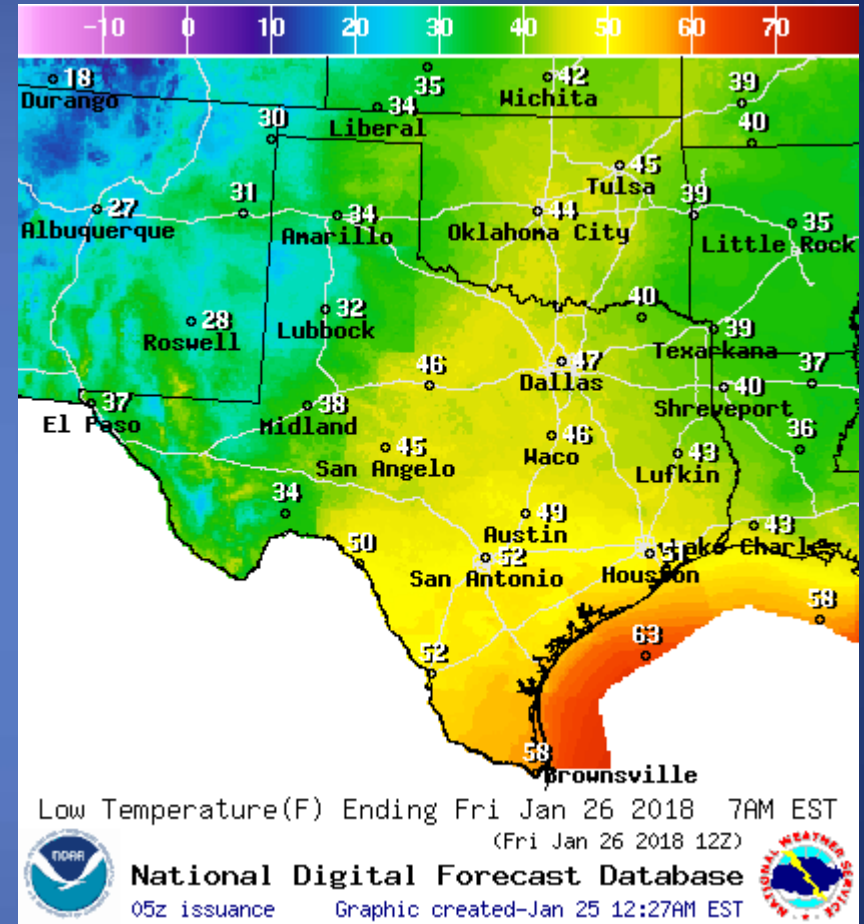 -10 0 10 20 30 40 50 60 70
18 35 42 39
Durango Wichita
34
Liberal
30 40
45
Tulsa
27 31 34 44 39 35
Albuquerque Amarillo Oklahoma City Little Rock
28 32 40
Roswell Lubbock
39
Texarkana
46 47 37
Dallas
37 38 40
El Paso Midland Shreveport
45 46 43 36
San Angelo Waco Lufkin
34 49 43
Austin Lake Charles
50 52 51
San Antonio Houston
58
63
52
58
Brownsville
Low Temperature(F) Ending Fri Jan 26 2018 7AM EST
(Fri Jan 26 2018 12Z)
NOAA
NATIONAL WEATHER SERVICE
National Digital Forecast Database
05z issuance Graphic created-Jan 25 12:27AM EST